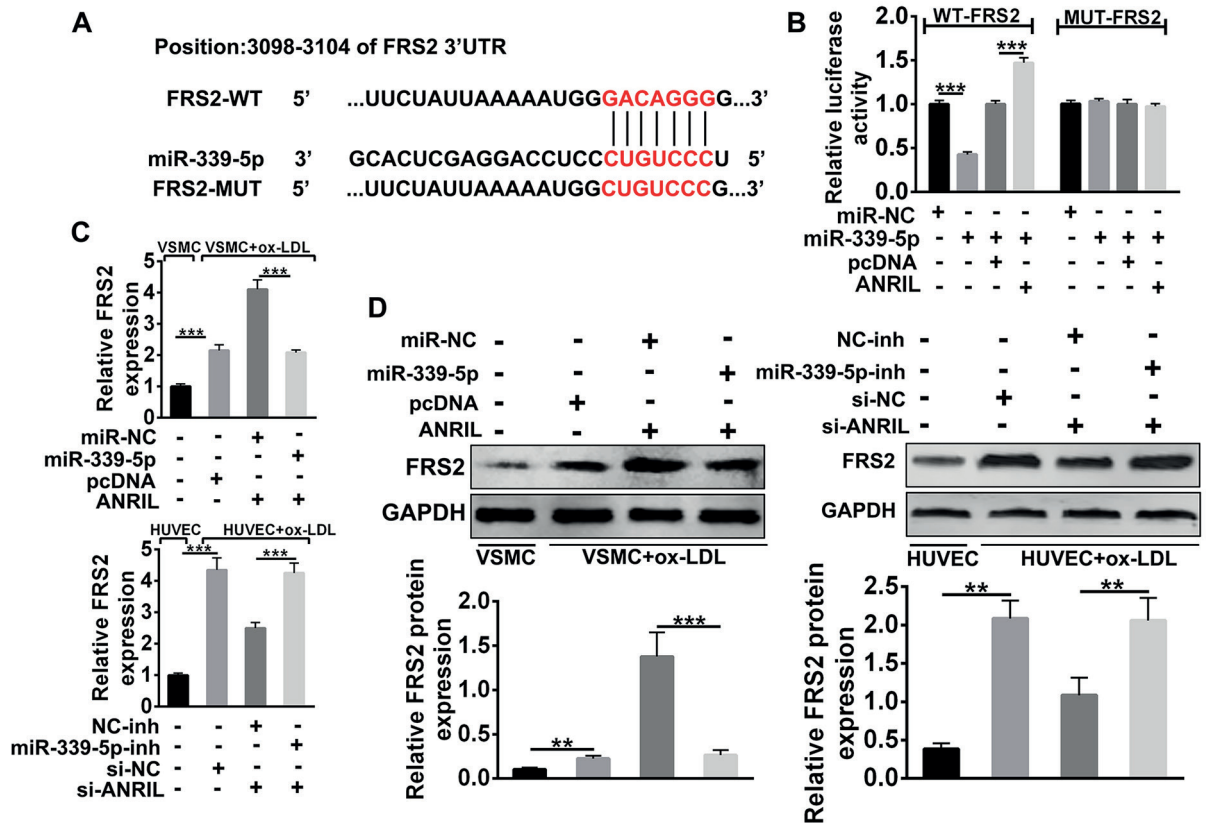 A
Position:3098-3104 of FRS2 3’UTR
FRS2-WT 5’ ...UUCUAUUAAAAAUGGGACAGGGG...3’
miR-339-5p 3’ GCACUCGAGGACCUCCCUGUCCCU 5’
FRS2-MUT 5’ ...UUCUAUUAAAAAUGGCUGUCCCG...3’
B
WT-FRS2 MUT-FRS2
Relative luciferase
activity
2.0
1.5
1.0
0.5
0.0
*** ***
miR-NC + - - - + - - -
miR-339-5p - + + + - + + +
pcDNA - - + - - - + -
ANRIL - - - + - - - +
C
VSMC VSMC+ox-LDL
Relative FRS2
expression
5
4
3
2
1
0
*** ***
miR-NC - - + -
miR-339-5p - - - +
pcDNA - + - -
ANRIL - - + +
HUVEC HUVEC+ox-LDL
Relative FRS2
expression
5
4
3
2
1
0
*** ***
NC-inh - - + -
miR-339-5p-inh - - - +
si-NC - + - -
si-ANRIL - - + +
D
miR-NC - - + -
miR-339-5p - - - +
pcDNA - + - -
ANRIL - - + +
FRS2
GAPDH
VSMC VSMC+ox-LDL
Relative FRS2 protein
expression
2.0
1.5
1.0
0.5
0.0
** ***
NC-inh - - + -
miR-339-5p-inh - - - +
si-NC - + - -
si-ANRIL - - + +
FRS2
GAPDH
HUVEC HUVEC+ox-LDL
Relative FRS2 protein
expression
2.5
2.0
1.5
1.0
0.5
0.0
** **